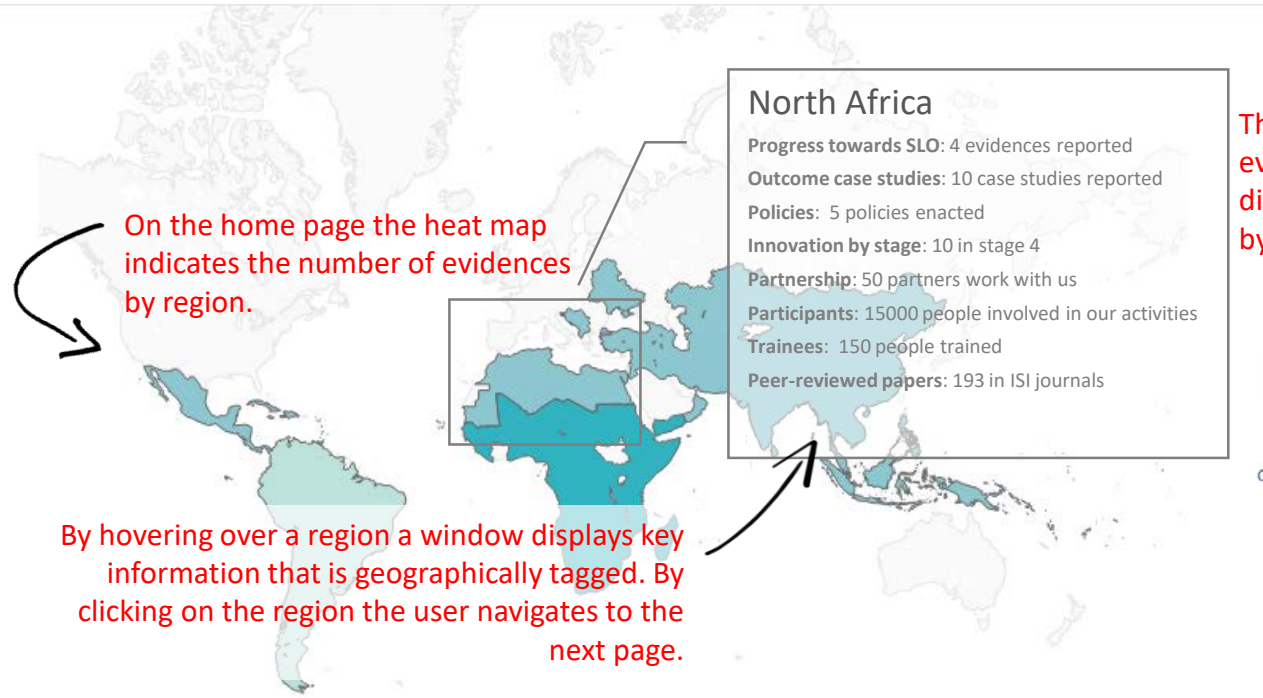 North Africa
Progress towards SLO: 4 evidences reported
Outcome case studies: 10 case studies reported
Policies: 5 policies enacted
Innovation by stage: 10 in stage 4
Partnership: 50 partners work with us
Participants: 15000 people involved in our activities
Trainees: 150 people trained
Peer-reviewed papers: 193 in ISI journals
On the home page the heat map
indicates the number of evidences
by region.
By hovering over a region a window displays key
information that is geographically tagged. By
clicking on the region the user navigates to the
next page.
by